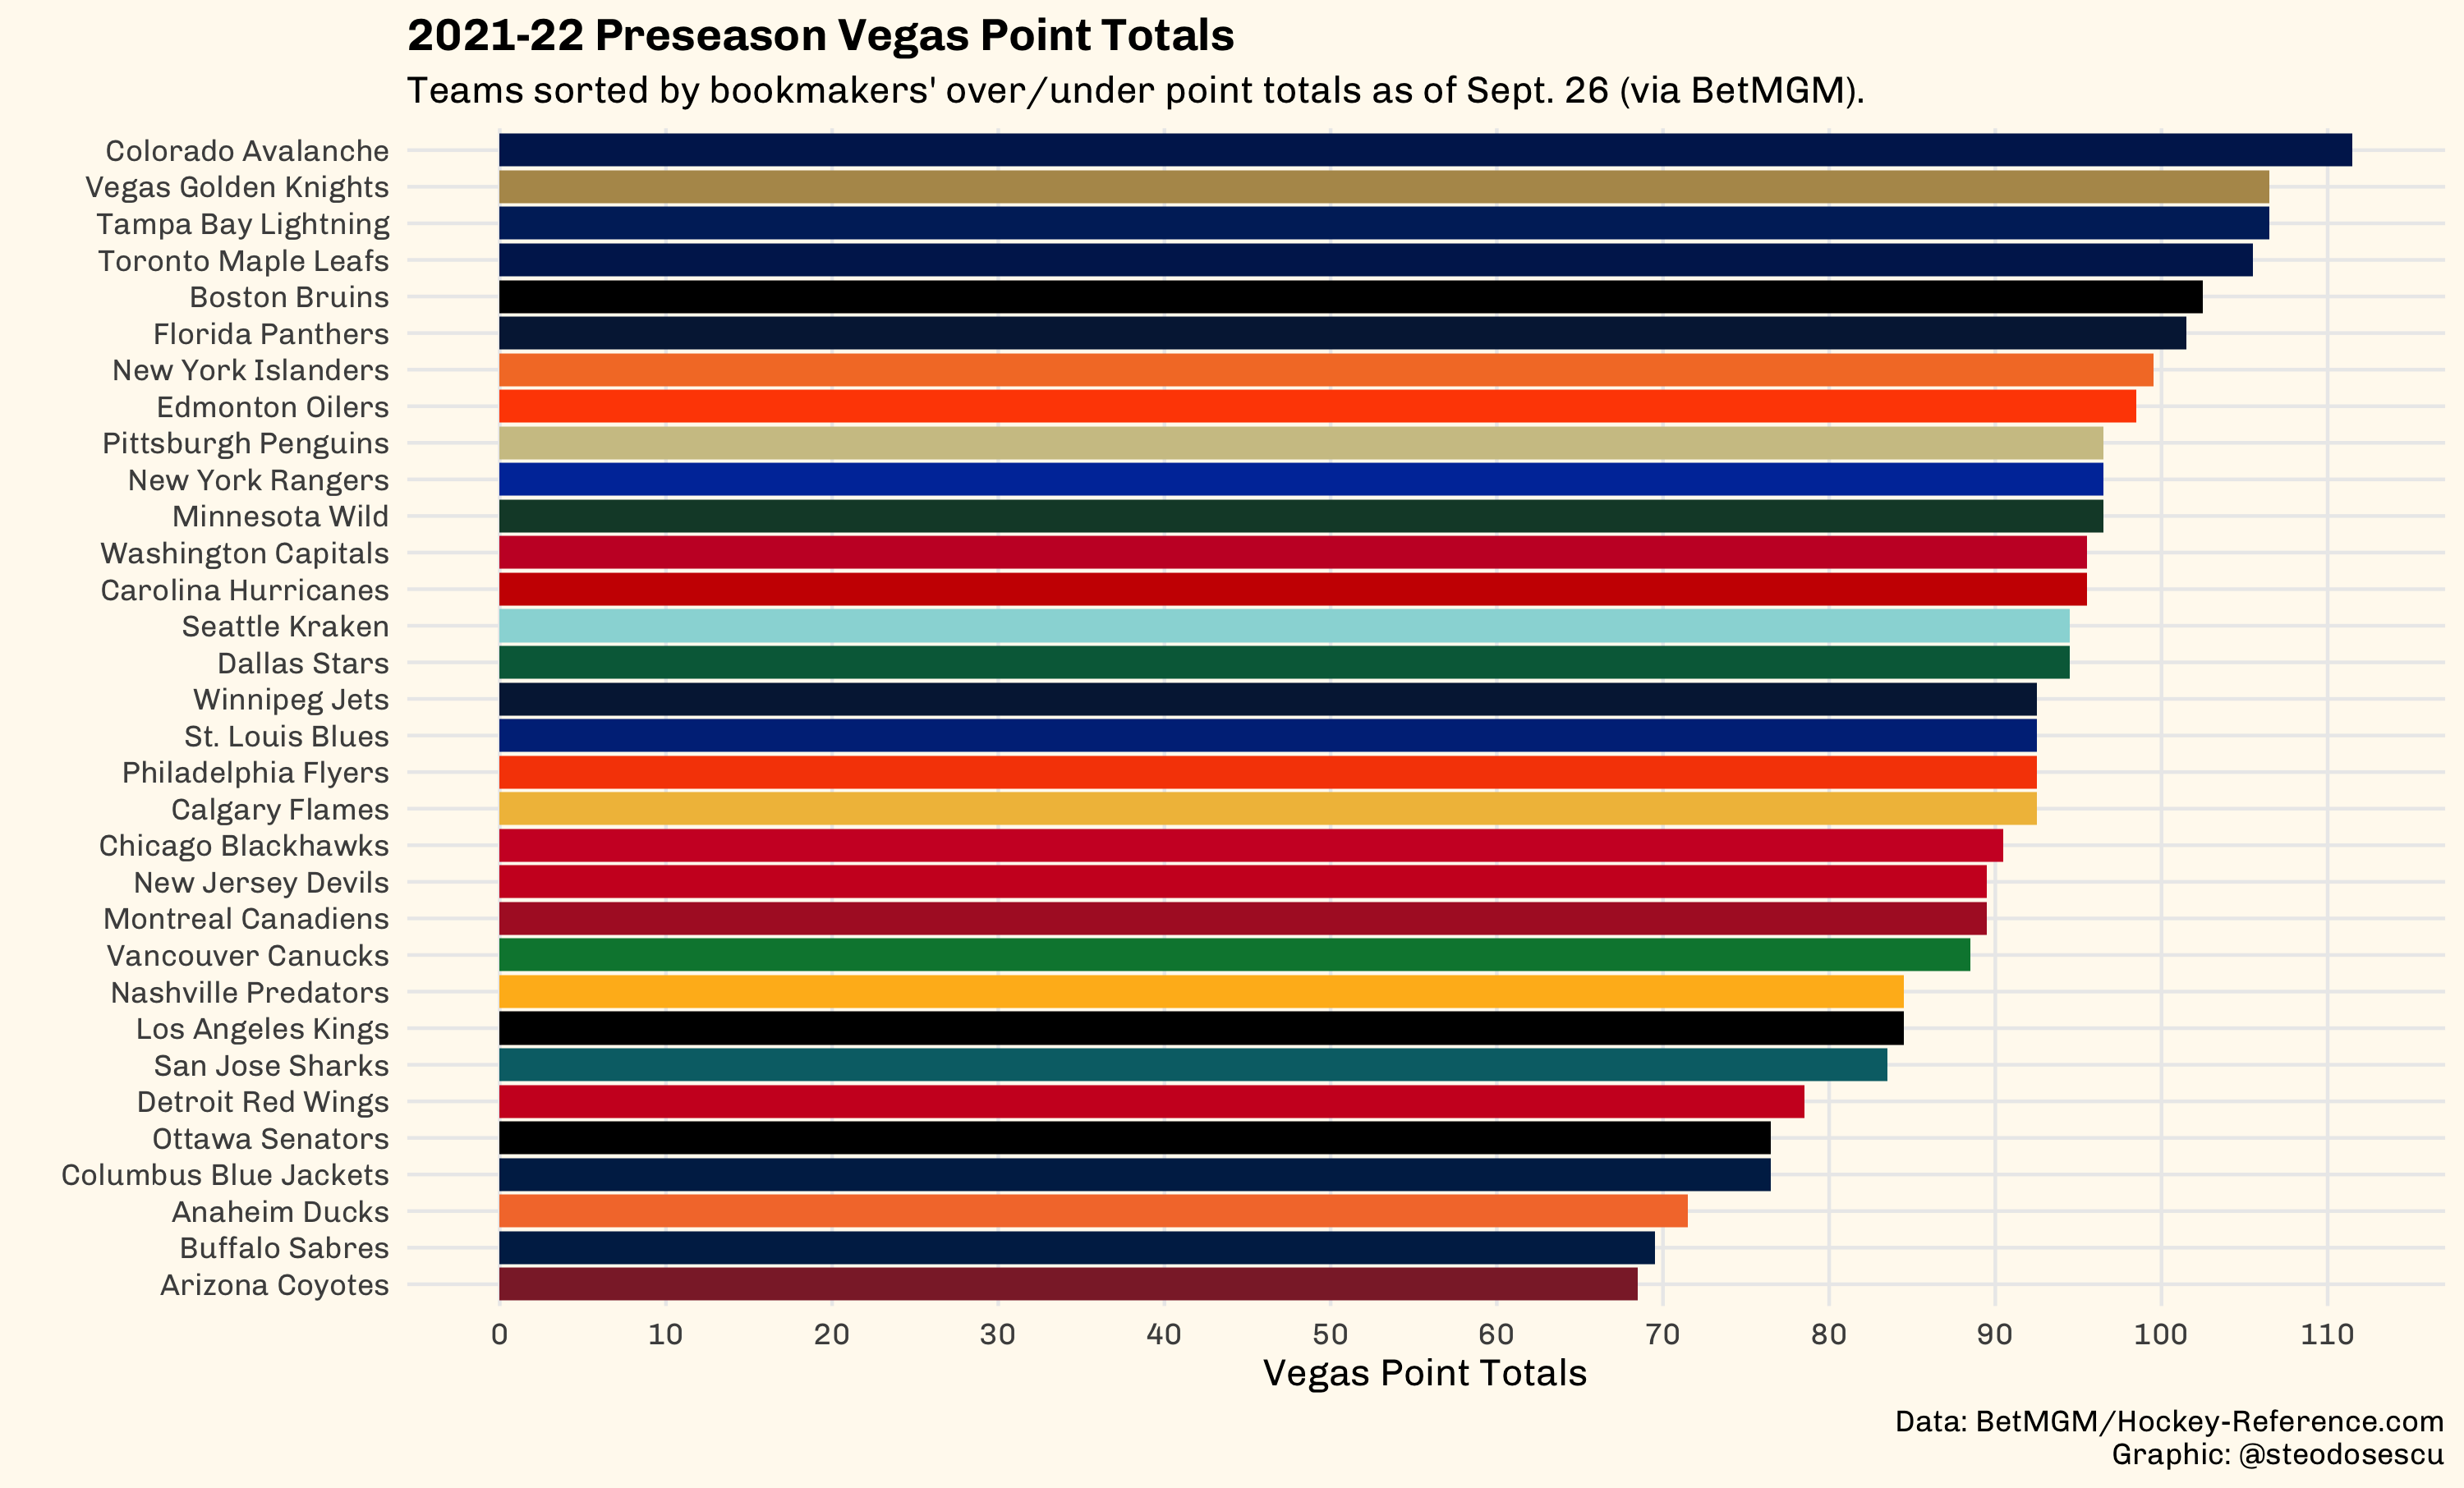 2021-22 Preseason Vegas Point Totals
Teams sorted by bookmakers' over/under point totals as of Sept. 26 (via BetMGM).
Colorado Avalanche
Vegas Golden Knights
Tampa Bay Lightning
Toronto Maple Leafs
Boston Bruins
Florida Panthers
New York Islanders
Edmonton Oilers
Pittsburgh Penguins
New York Rangers
Minnesota Wild
Washington Capitals
Carolina Hurricanes
Seattle Kraken
Dallas Stars
Winnipeg Jets
St. Louis Blues
Philadelphia Flyers
Calgary Flames
Chicago Blackhawks
New Jersey Devils
Montreal Canadiens
Vancouver Canucks
Nashville Predators
Los Angeles Kings
San Jose Sharks
Detroit Red Wings
Ottawa Senators
Columbus Blue Jackets
Anaheim Ducks
Buffalo Sabres
Arizona Coyotes
0 10 20 30 40 50 60 70 80 90 100 110
Vegas Point Totals
Data: BetMGM/Hockey-Reference.com
Graphic: @steodosescu